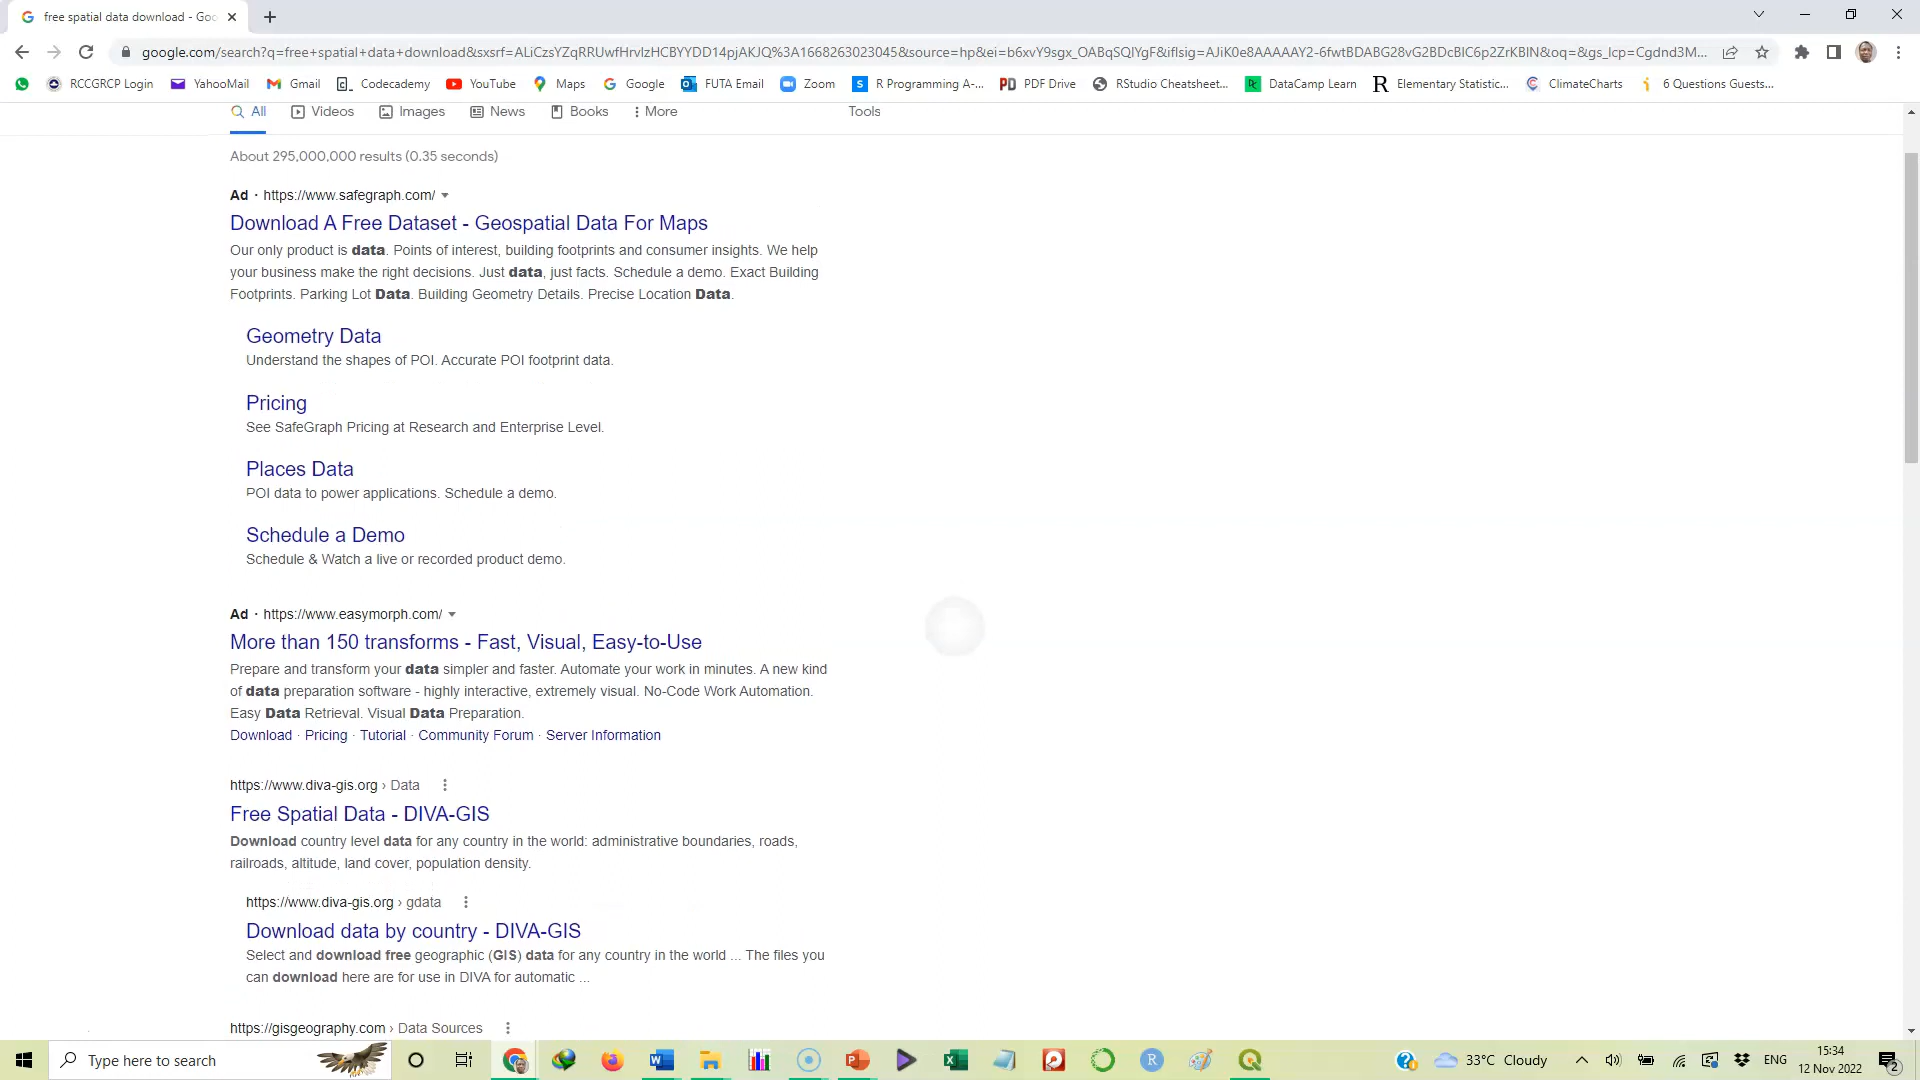 free spatial data download - Goo
google.com/search?q=free+spatial+data+download&sxsrf=ALiCzsYZqRRUwfHrvIzHCBYYDD14pjAKJQ%3A1668263023045&source=hp&ei=b6xvY9sgx_OABqSQIYgF&iflsig=AJiK0e8AAAAAY2-6fwtBDABG28vG2BDcBIC6p2ZrKBIN&oq=&gs_lcp=Cgdnd3M...
RCCGRCP Login YahooMail Gmail Codecademy YouTube Maps Google FUTA Email Zoom R Programming A-... PDF Drive RStudio Cheatsheet... DataCamp Learn Elementary Statistic... ClimateCharts 6 Questions Guests...
All Videos Images News Books More Tools
About 295,000,000 results (0.35 seconds)
Ad · https://www.safegraph.com/
Download A Free Dataset - Geospatial Data For Maps
Our only product is data. Points of interest, building footprints and consumer insights. We help
your business make the right decisions. Just data, just facts. Schedule a demo. Exact Building
Footprints. Parking Lot Data. Building Geometry Details. Precise Location Data.
Geometry Data
Understand the shapes of POI. Accurate POI footprint data.
Pricing
See SafeGraph Pricing at Research and Enterprise Level.
Places Data
POI data to power applications. Schedule a demo.
Schedule a Demo
Schedule & Watch a live or recorded product demo.
Ad · https://www.easymorph.com/
More than 150 transforms - Fast, Visual, Easy-to-Use
Prepare and transform your data simpler and faster. Automate your work in minutes. A new kind
of data preparation software - highly interactive, extremely visual. No-Code Work Automation.
Easy Data Retrieval. Visual Data Preparation.
Download · Pricing · Tutorial · Community Forum · Server Information
https://www.diva-gis.org › Data
Free Spatial Data - DIVA-GIS
Download country level data for any country in the world: administrative boundaries, roads,
railroads, altitude, land cover, population density.
https://www.diva-gis.org › gdata
Download data by country - DIVA-GIS
Select and download free geographic (GIS) data for any country in the world ... The files you
can download here are for use in DIVA for automatic ...
https://gisgeography.com › Data Sources
Type here to search
33°C Cloudy
ENG
15:34
12 Nov 2022
2